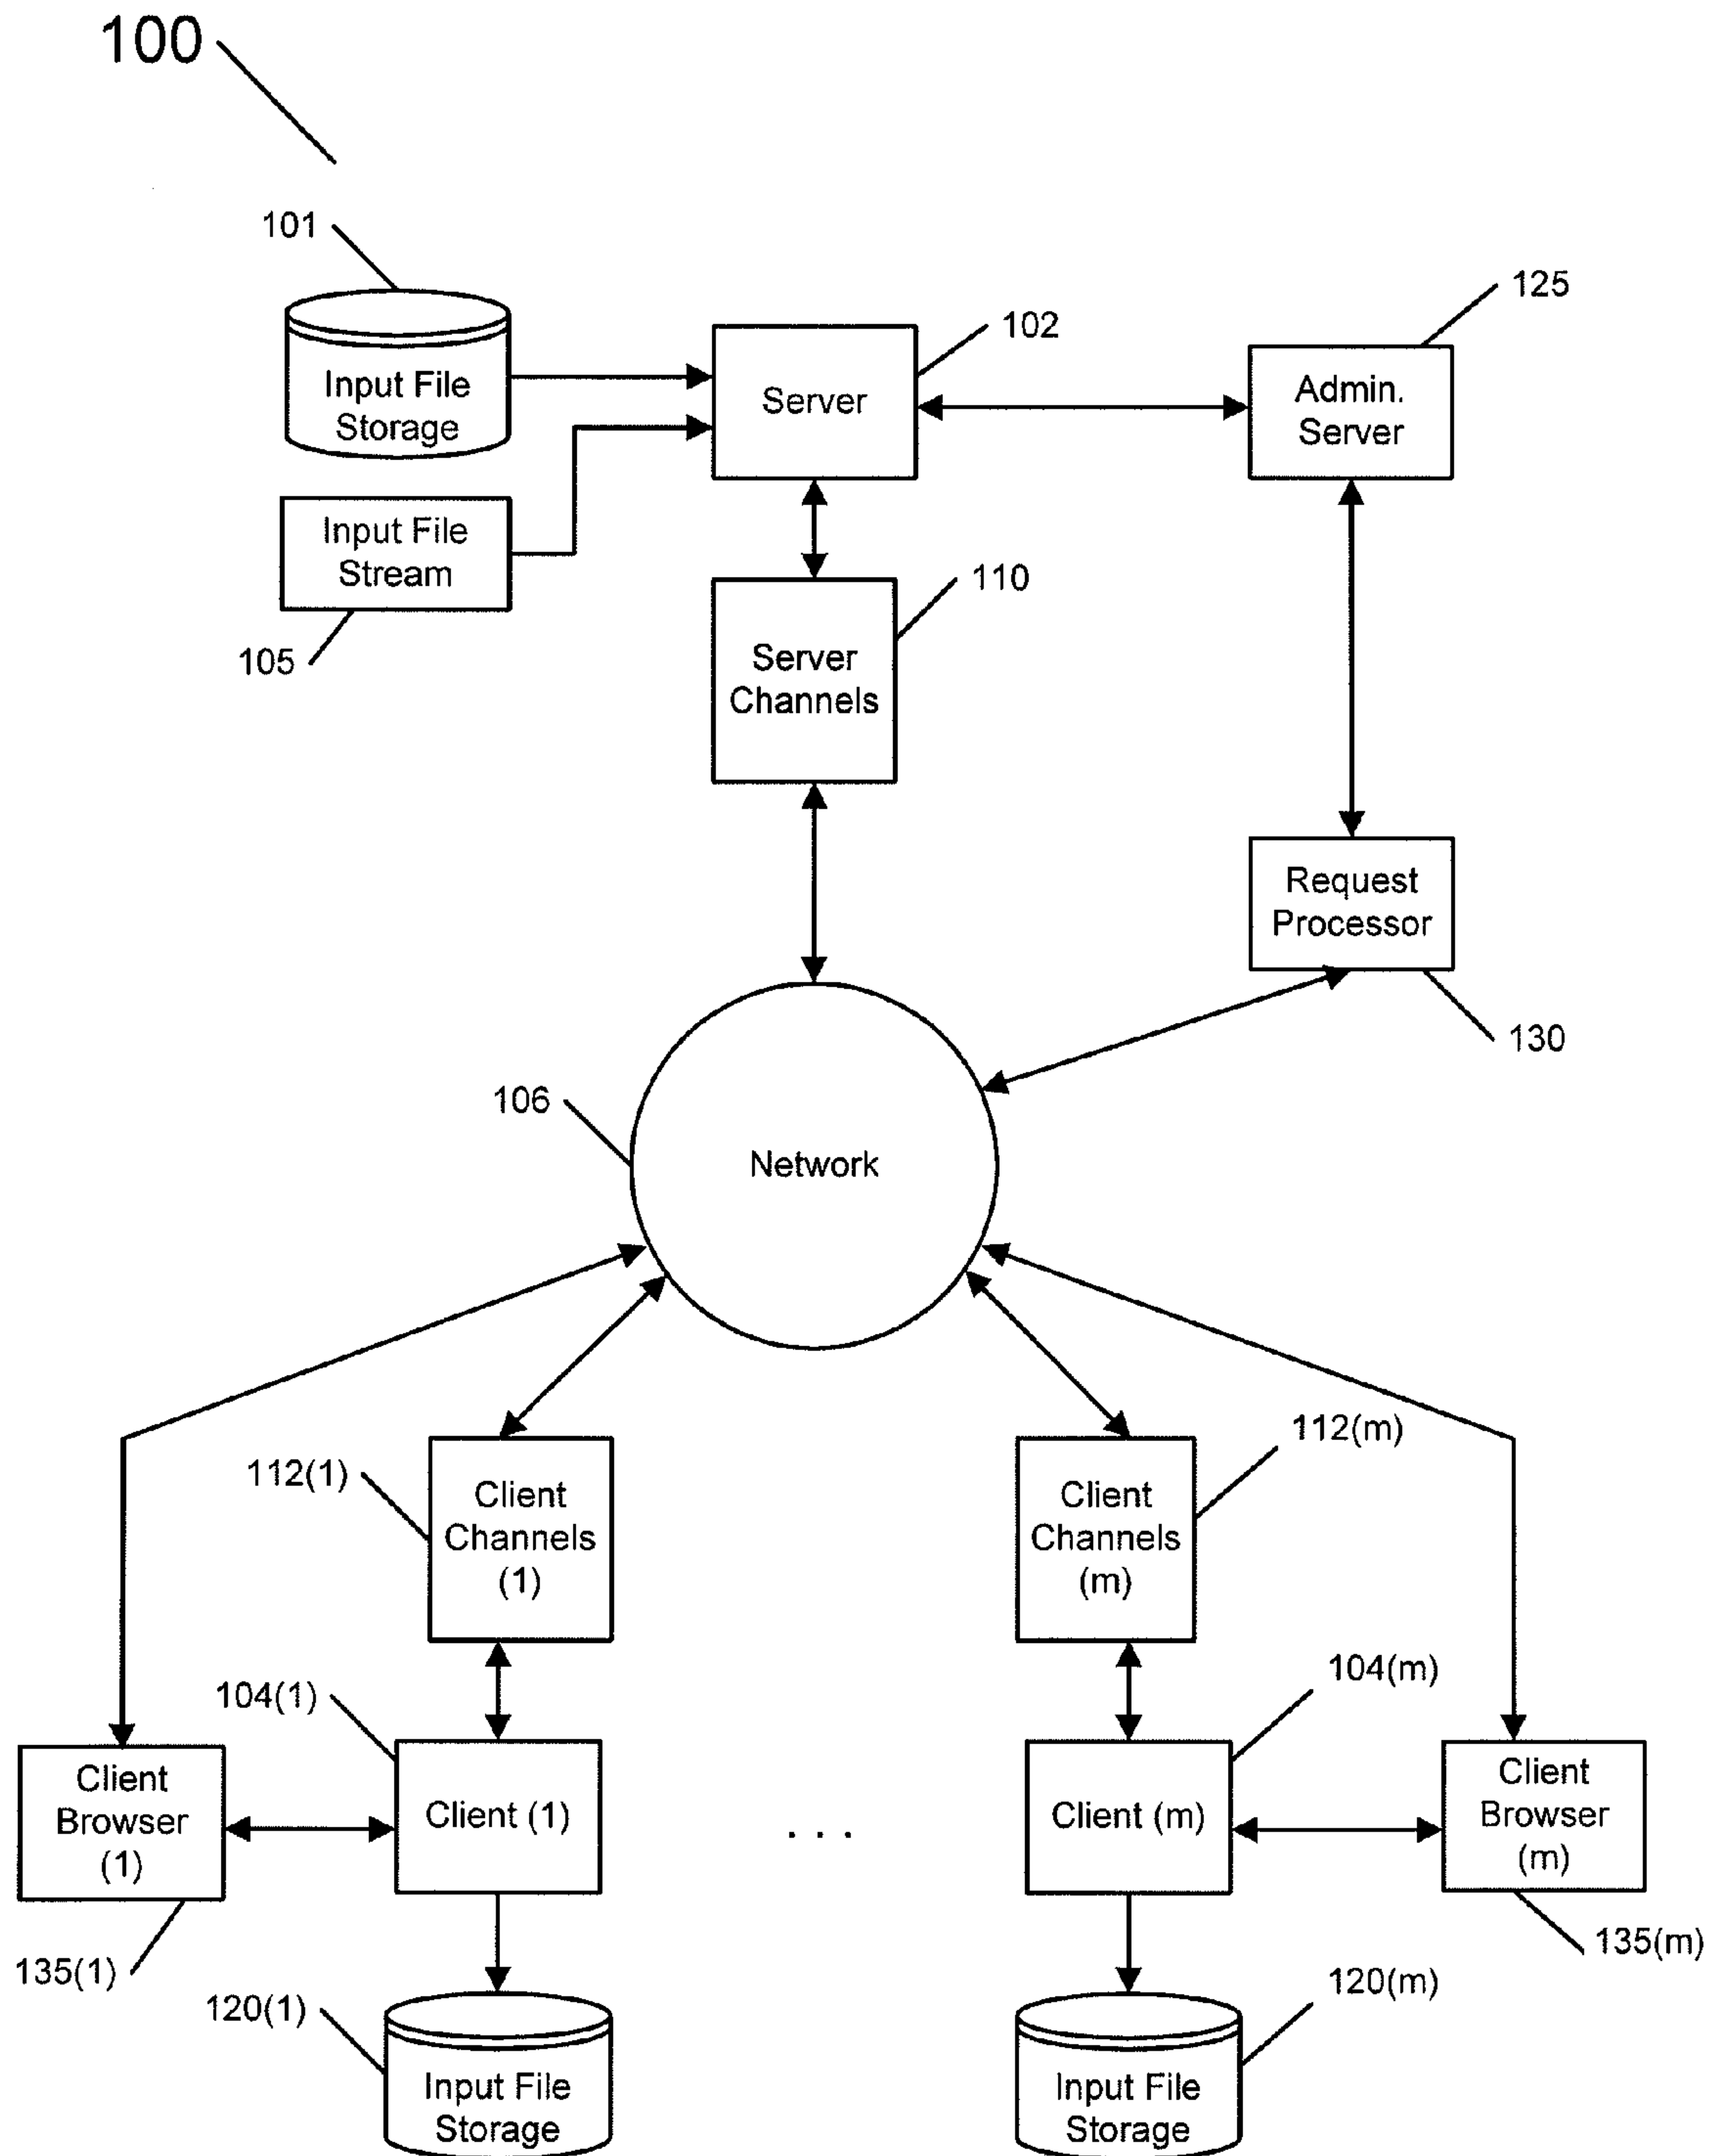 100
101
125
102
Input File
Storage
Server
Admin.
Server
Input File
Stream
110
105
Server
Channels
Request
Processor
130
106
Network
112(m)
112(1)
Client
Channels
(1)
Client
Channels
(m)
104(1)
104(m)
Client
Browser
(1)
Client (1)
. . .
Client (m)
Client
Browser
(m)
135(1)
135(m)
120(1)
120(m)
Input File
Storage
Input File
Storage